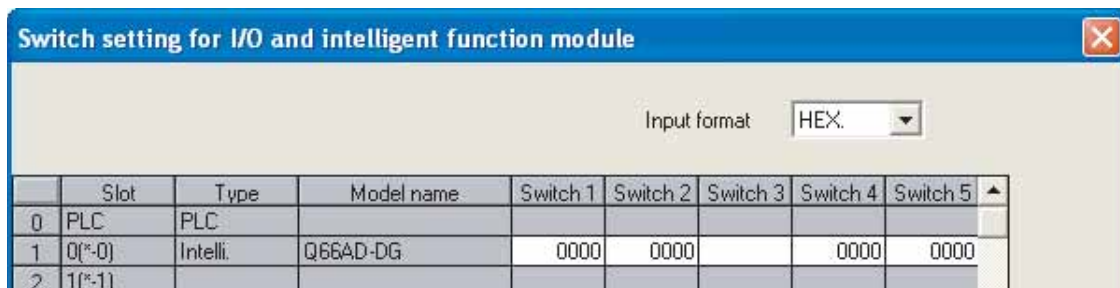 Switch setting for I/O and intelligent function module
Input format HEX.
Slot Type Model name Switch 1 Switch 2 Switch 3 Switch 4 Switch 5
0 PLC PLC
1 0(*-0) Intelli. Q66AD-DG 0000 0000 0000 0000
2 1(*-1)